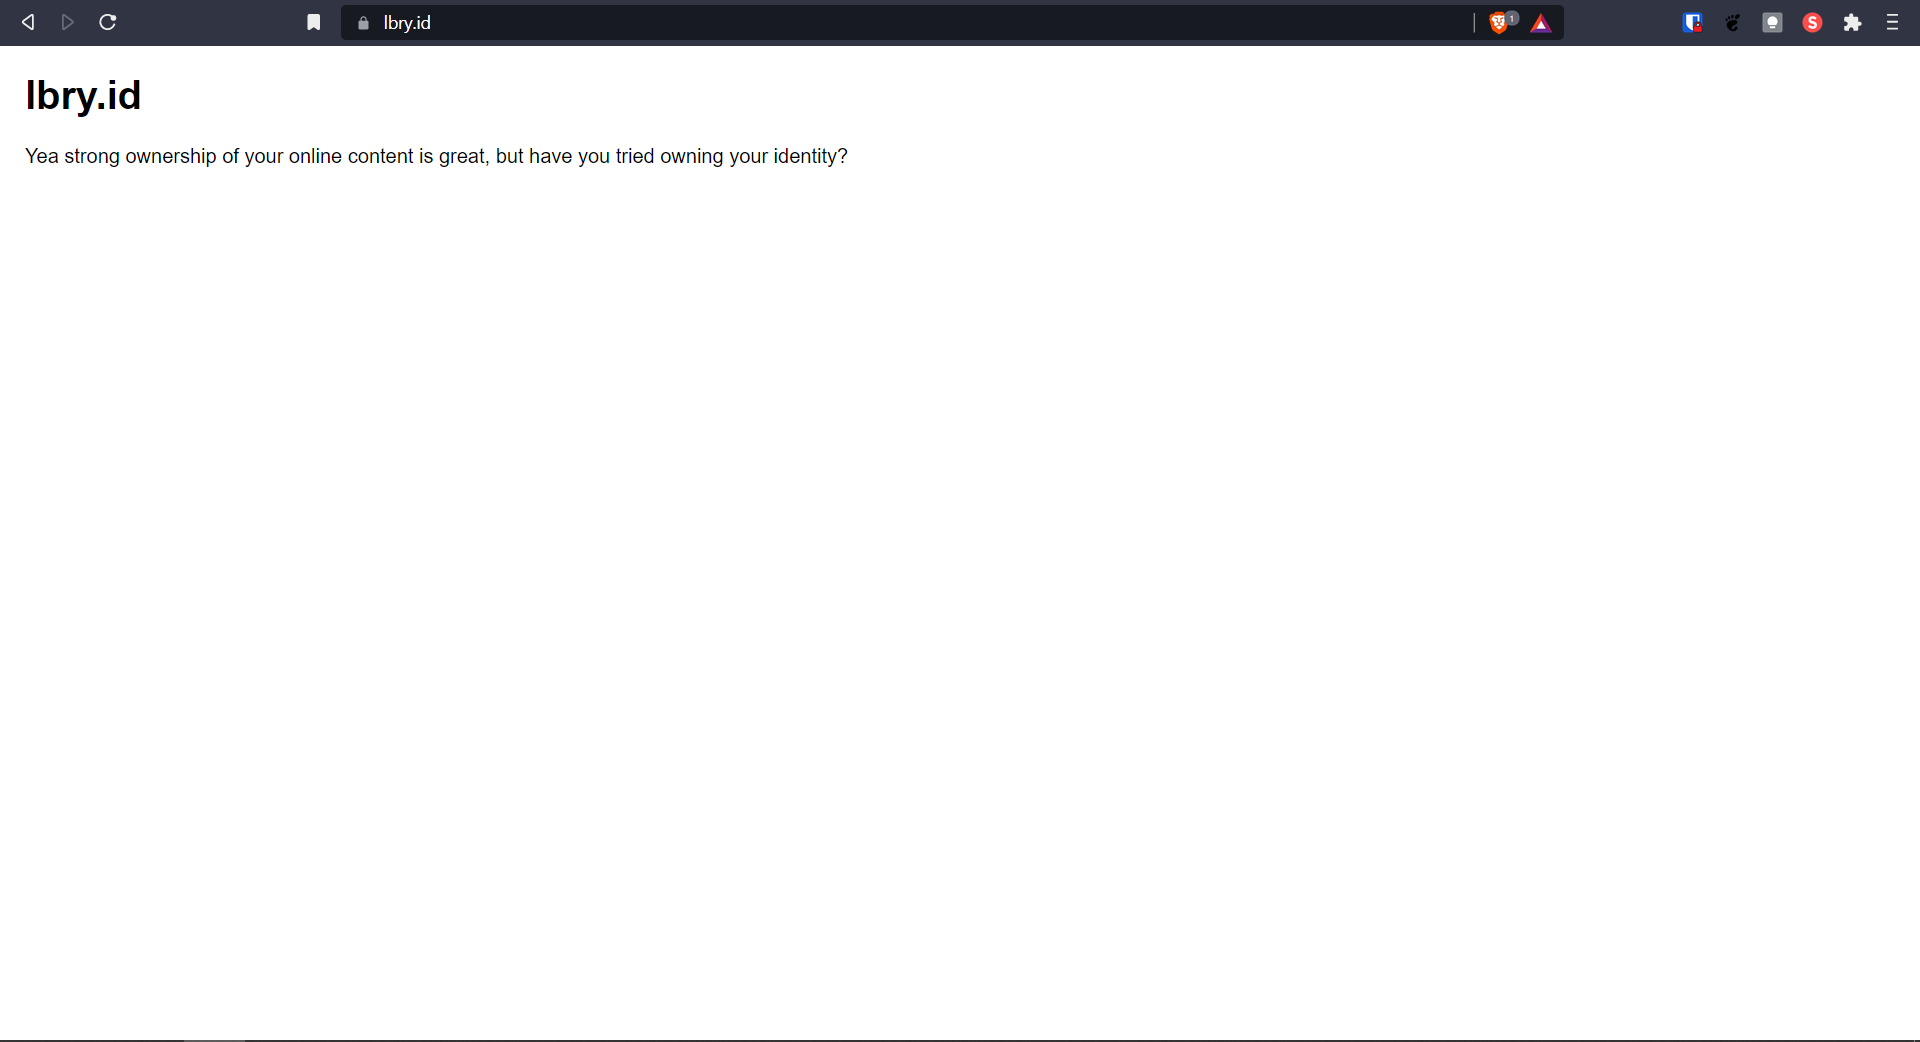 lbry.id
1
S
lbry.id
Yea strong ownership of your online content is great, but have you tried owning your identity?